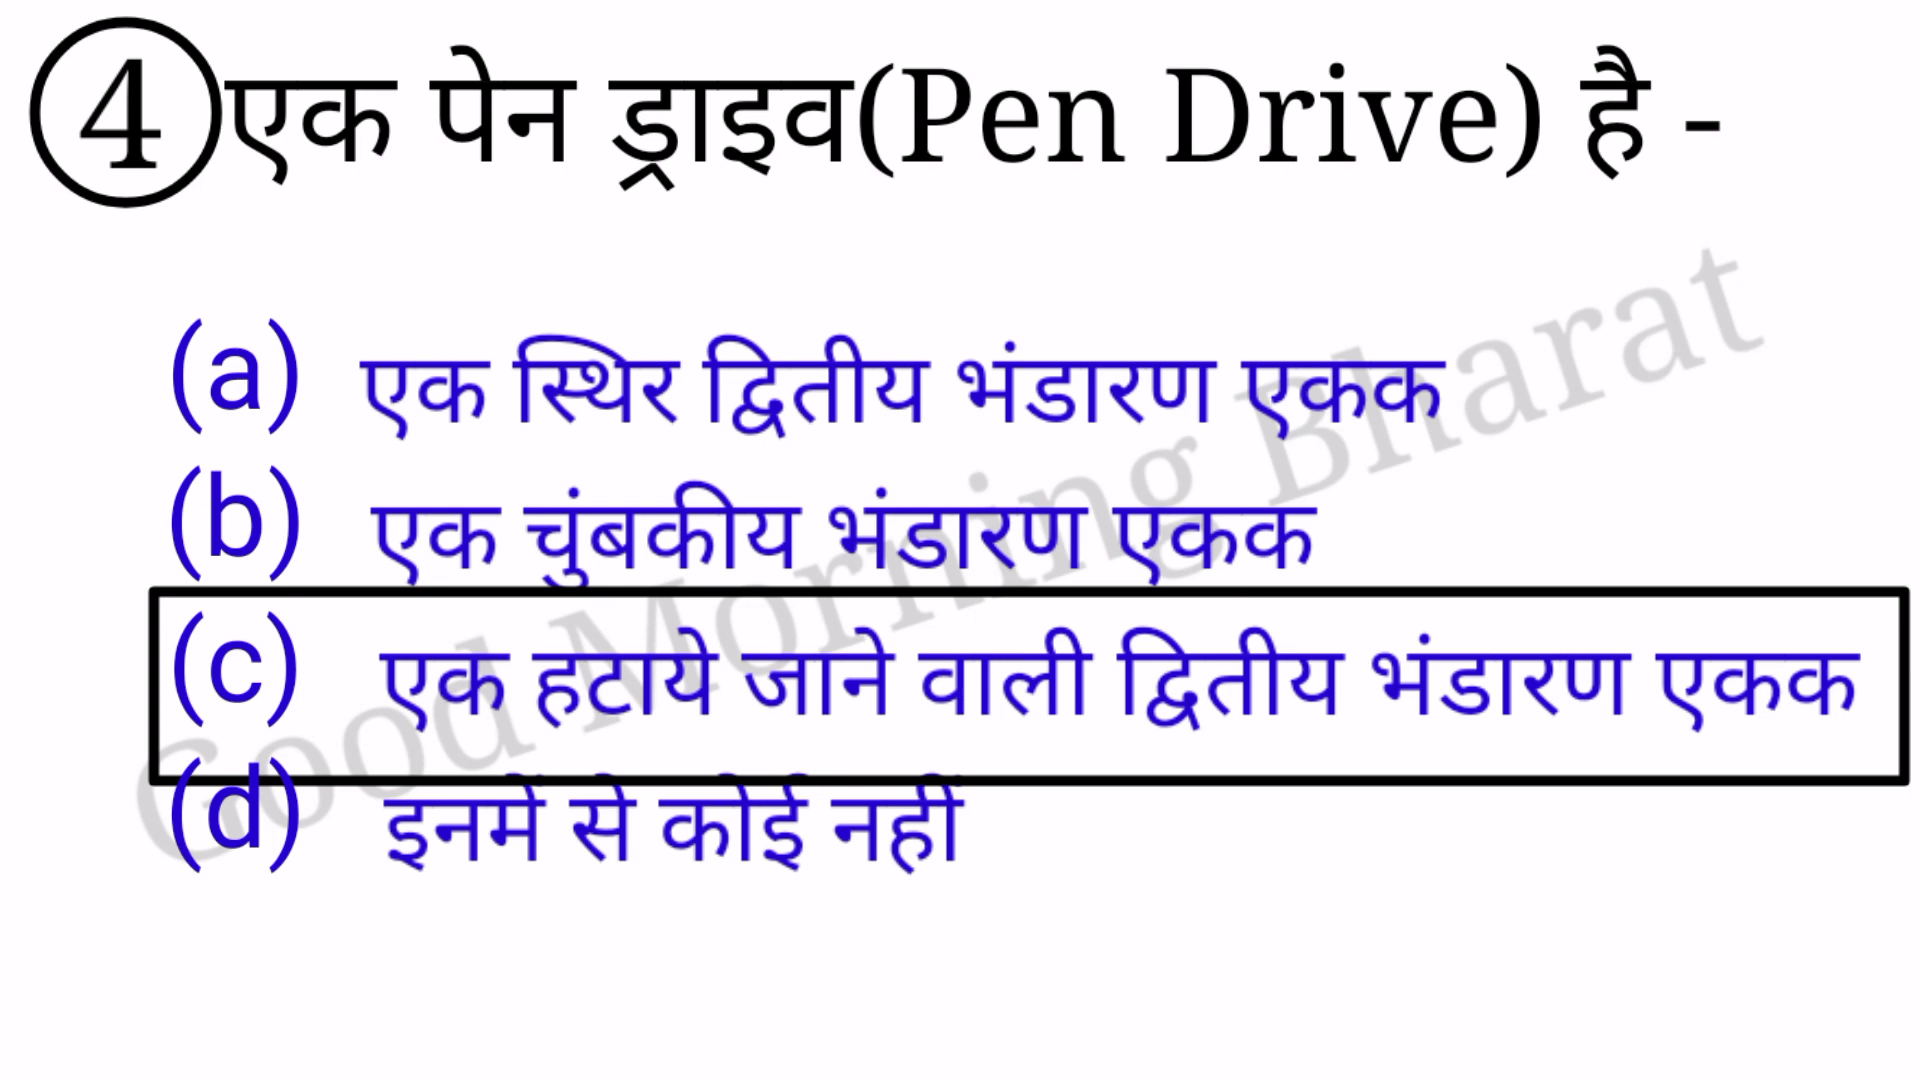 4 एक पेन ड्राइव(Pen Drive) है -
(a) एक स्थिर द्वितीय भंडारण एकक
(b) एक चुंबकीय भंडारण एकक
(c) एक हटाये जाने वाली द्वितीय भंडारण एकक
(d) इनमें से कोई नहीं
Good Morning Bharat